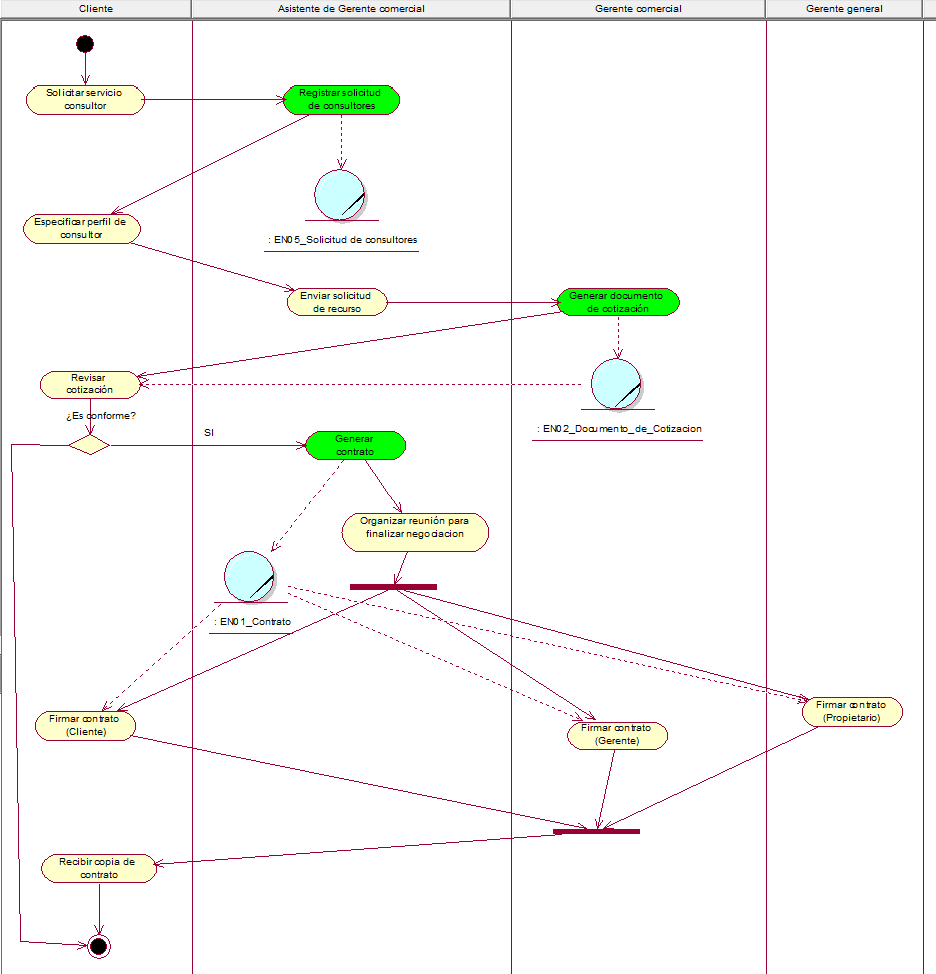 Cliente
Asistente de Gerente comercial
Gerente comercial
Gerente general
Solicitar servicio
consultor
Registrar solicitud
de consultores
Especificar perfil de
consultor
: EN05_Solicitud de consultores
Enviar solicitud
de recurso
Generar documento
de cotización
Revisar
cotización
: EN02_Documento_de_Cotizacion
¿Es conforme?
SI
Generar
contrato
Organizar reunión para
finalizar negociacion
: EN01_Contrato
Firmar contrato
(Cliente)
Firmar contrato
(Gerente)
Firmar contrato
(Propietario)
Recibir copia de
contrato